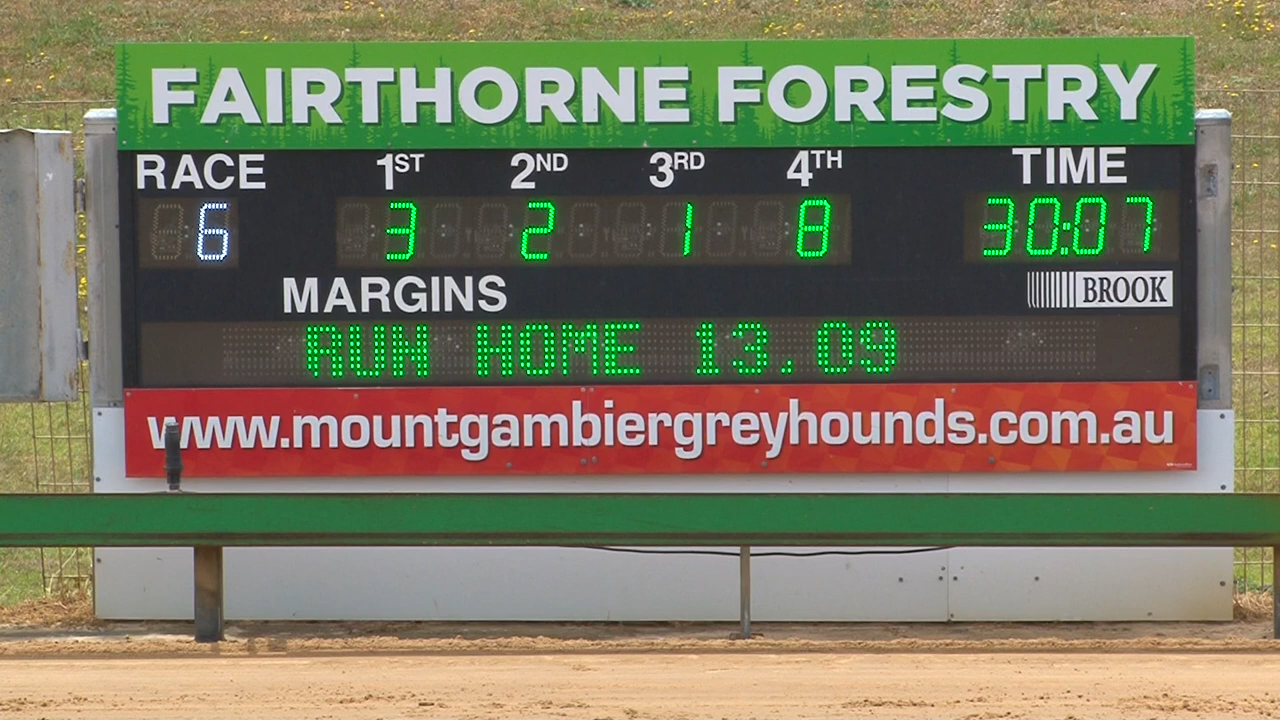 FAIRTHORNE FORESTRY
RACE 1ST 2ND 3RD 4TH TIME
6 3 2 1 8 30:07
MARGINS
BROOK
RUN HOME 13.09
www.mountgambiergreyhounds.com.au